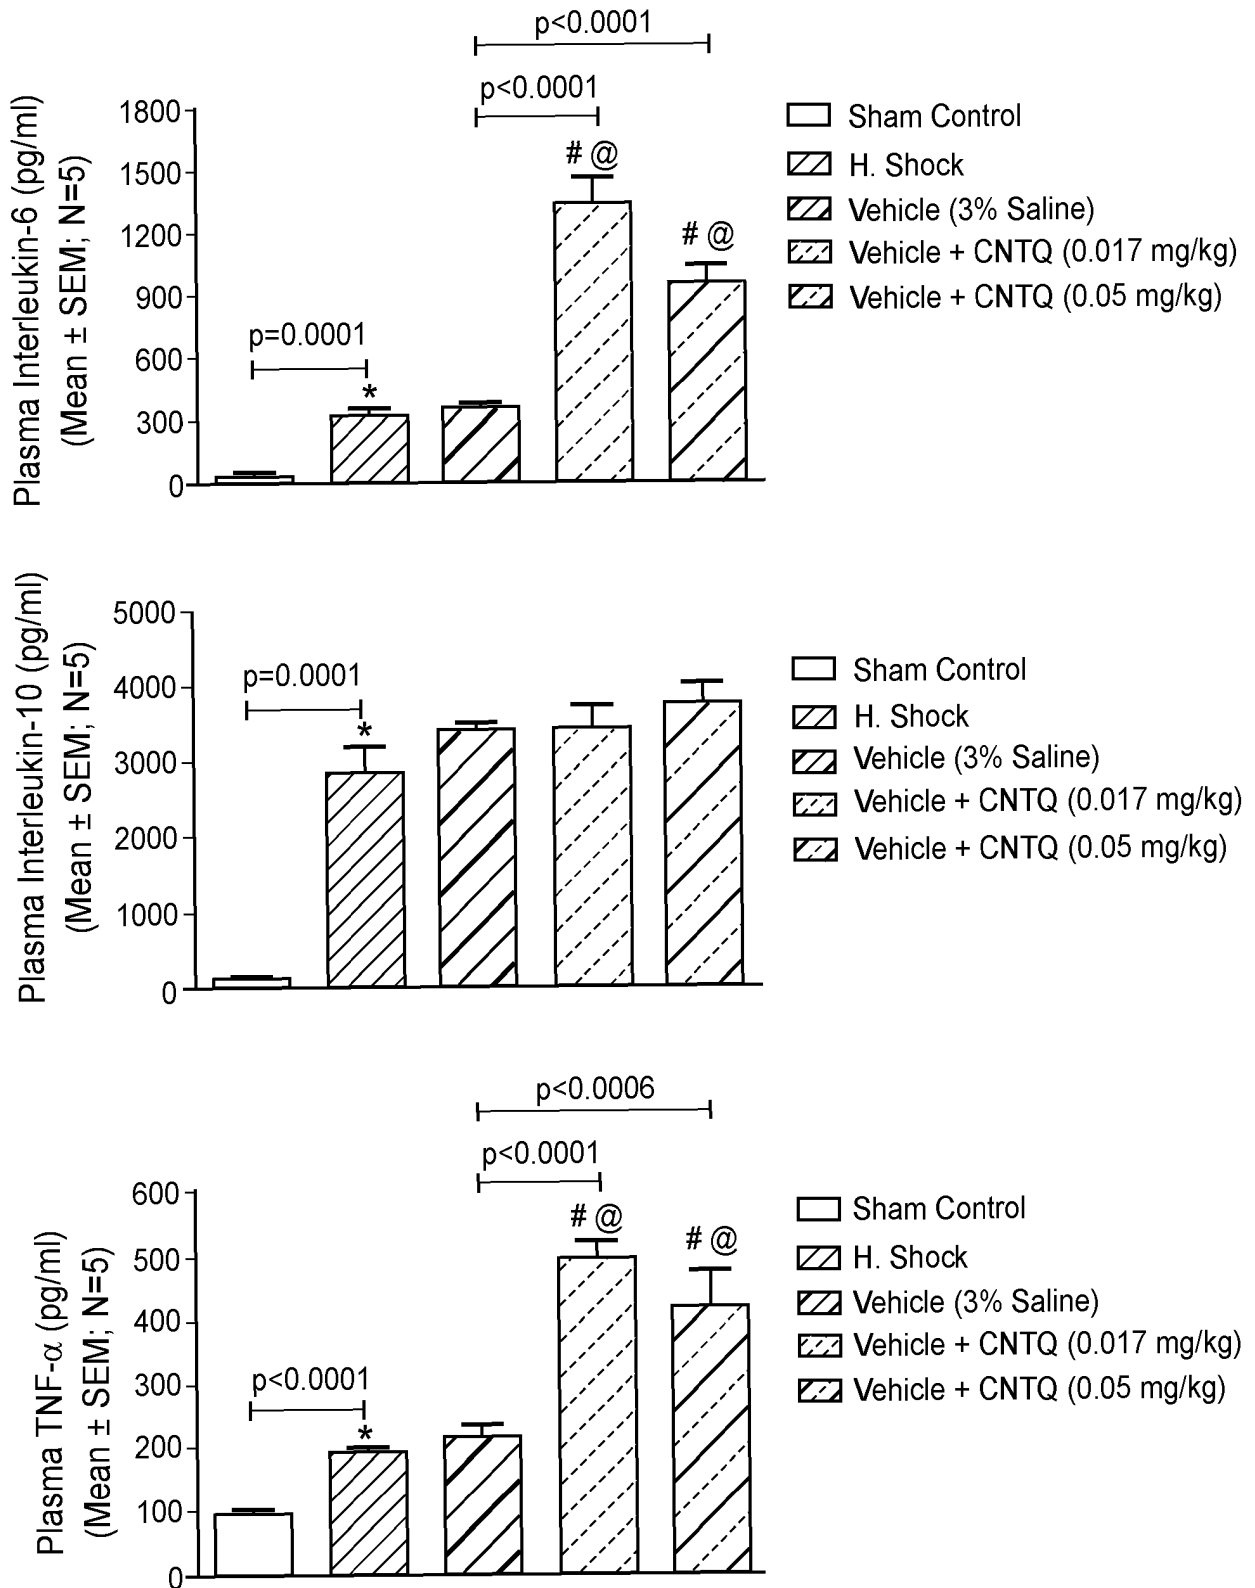 p<0.0001
p<0.0001
Plasma Interleukin-6 (pg/ml)
(Mean ± SEM; N=5)
1800
1500
1200
900
600
300
0
p=0.0001
*
# @
# @
Sham Control
H. Shock
Vehicle (3% Saline)
Vehicle + CNTQ (0.017 mg/kg)
Vehicle + CNTQ (0.05 mg/kg)
Plasma Interleukin-10 (pg/ml)
(Mean ± SEM; N=5)
5000
4000
3000
2000
1000
0
p=0.0001
*
Sham Control
H. Shock
Vehicle (3% Saline)
Vehicle + CNTQ (0.017 mg/kg)
Vehicle + CNTQ (0.05 mg/kg)
p<0.0006
p<0.0001
Plasma TNF-α (pg/ml)
(Mean ± SEM; N=5)
600
500
400
300
200
100
0
p<0.0001
*
# @
# @
Sham Control
H. Shock
Vehicle (3% Saline)
Vehicle + CNTQ (0.017 mg/kg)
Vehicle + CNTQ (0.05 mg/kg)